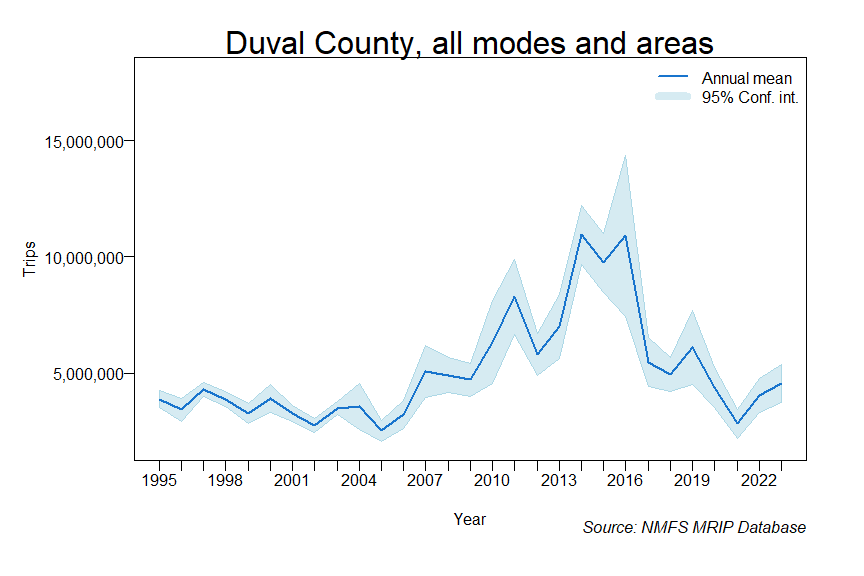 Duval County, all modes and areas
Annual mean
95% Conf. int.
15,000,000
10,000,000
5,000,000
Trips
1995 1998 2001 2004 2007 2010 2013 2016 2019 2022
Year
Source: NMFS MRIP Database